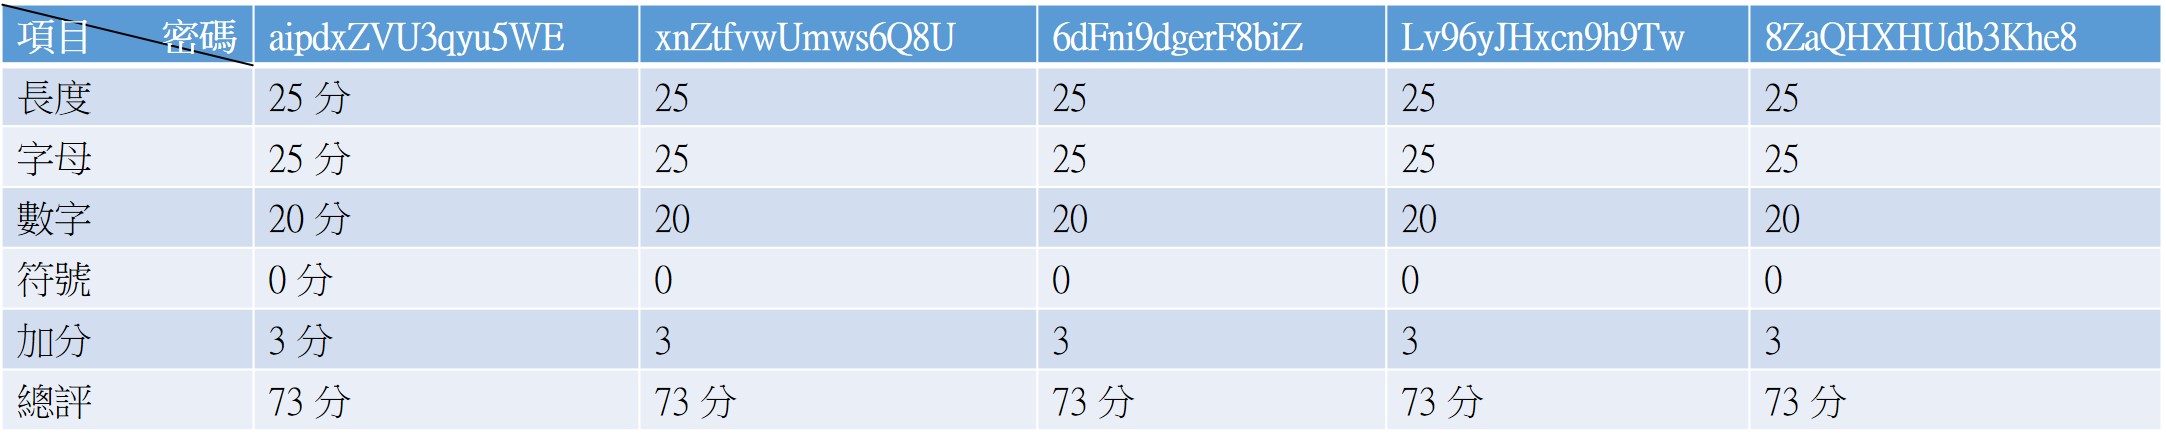 項目 密碼 aipdxZVU3qyu5WE xnZtfvwUmws6Q8U 6dFni9dgerF8biZ Lv96yJHxcn9h9Tw 8ZaQHXHUdb3Khe8
長度 25 分 25 25 25 25
字母 25 分 25 25 25 25
數字 20 分 20 20 20 20
符號 0 分 0 0 0 0
加分 3 分 3 3 3 3
總評 73 分 73 分 73 分 73 分 73 分